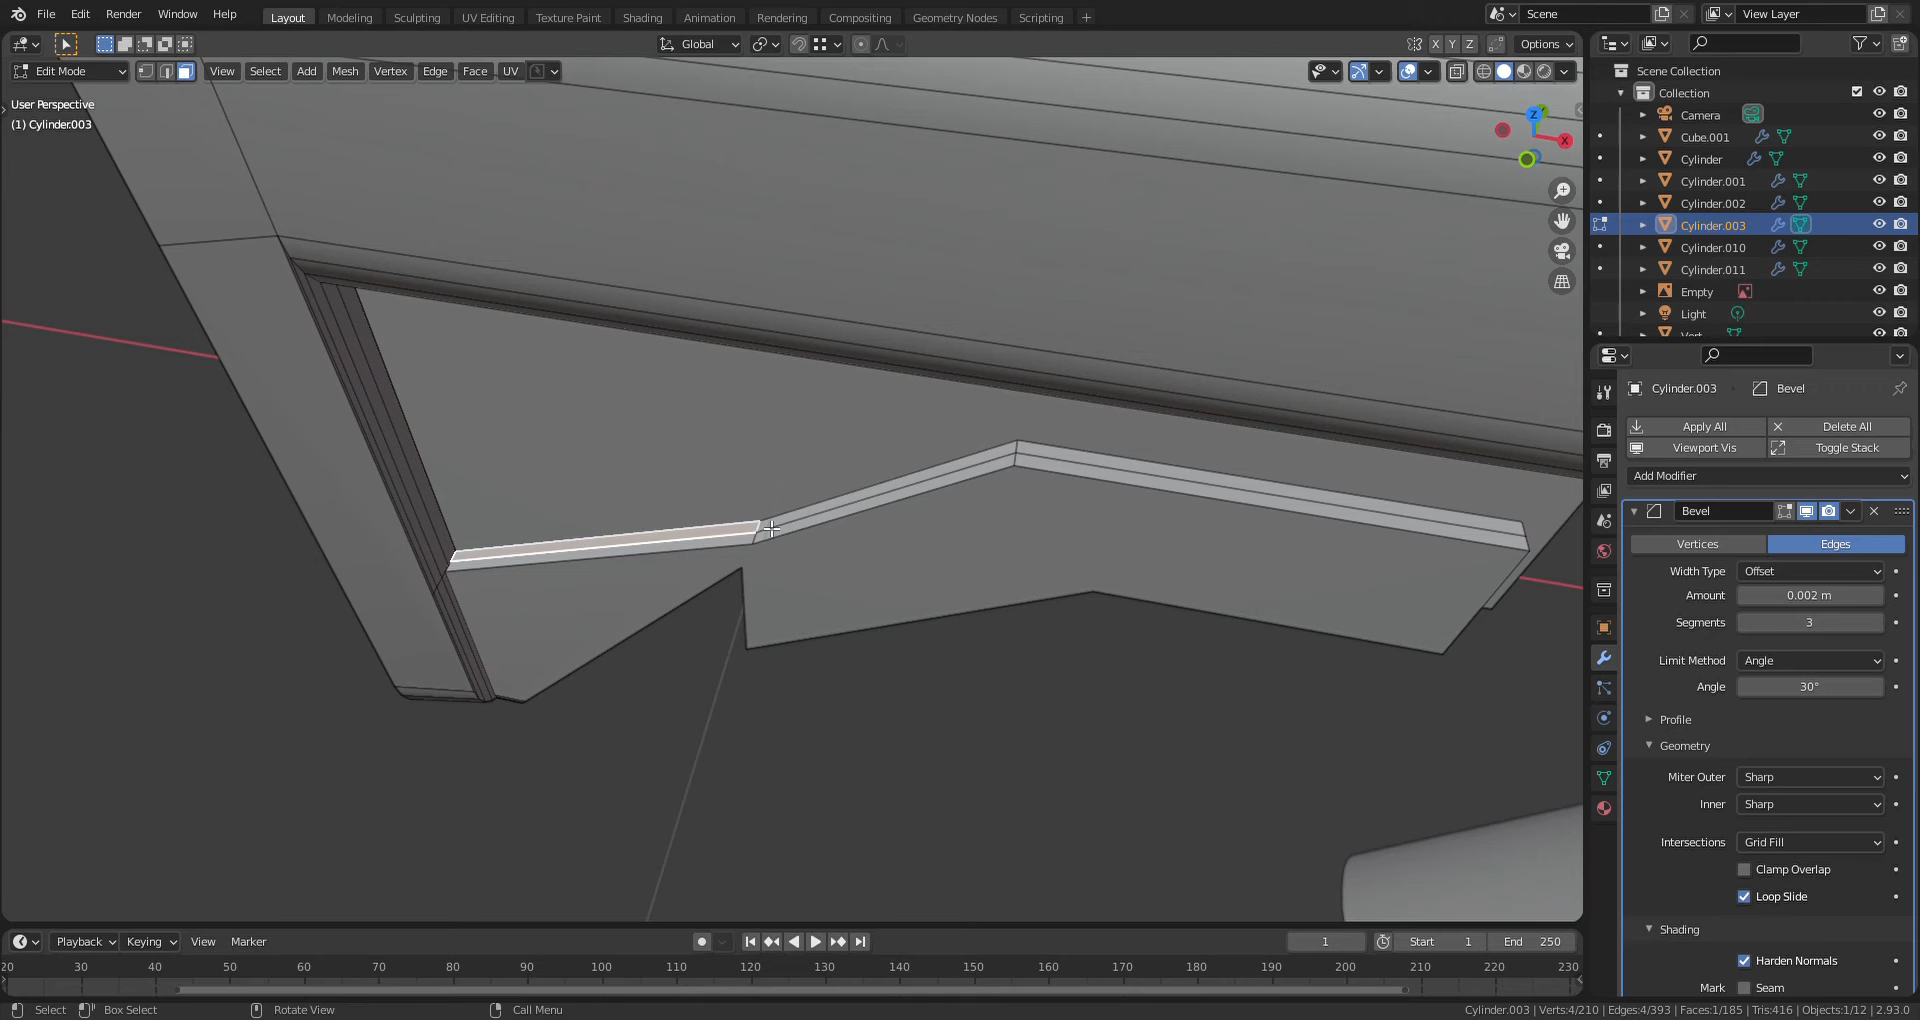 File Edit Render Window Help Layout Modeling Sculpting UV Editing Texture Paint Shading Animation Rendering Compositing Geometry Nodes Scripting + Scene View Layer
Global X Y Z Options
Edit Mode View Select Add Mesh Vertex Edge Face UV
User Perspective
(1) Cylinder.003
Z
X
Scene Collection
Collection
Camera
Cube.001
Cylinder
Cylinder.001
Cylinder.002
Cylinder.003
Cylinder.010
Cylinder.011
Empty
Light
Vert
Cylinder.003 Bevel
Apply All Delete All
Viewport Vis Toggle Stack
Add Modifier
Bevel
Vertices Edges
Width Type Offset
Amount 0.002 m
Segments 3
Limit Method Angle
Angle 30°
Profile
Geometry
Miter Outer Sharp
Inner Sharp
Intersections Grid Fill
Clamp Overlap
Loop Slide
Shading
Harden Normals
Mark Seam
Playback Keying View Marker 1 Start 1 End 250
20 30 40 50 60 70 80 90 100 110 120 130 140 150 160 170 180 190 200 210 220 230
Select Box Select Rotate View Call Menu Cylinder.003 | Verts:4/210 | Edges:4/393 | Faces:1/185 | Tris:416 | Objects:1/12 | 2.93.0